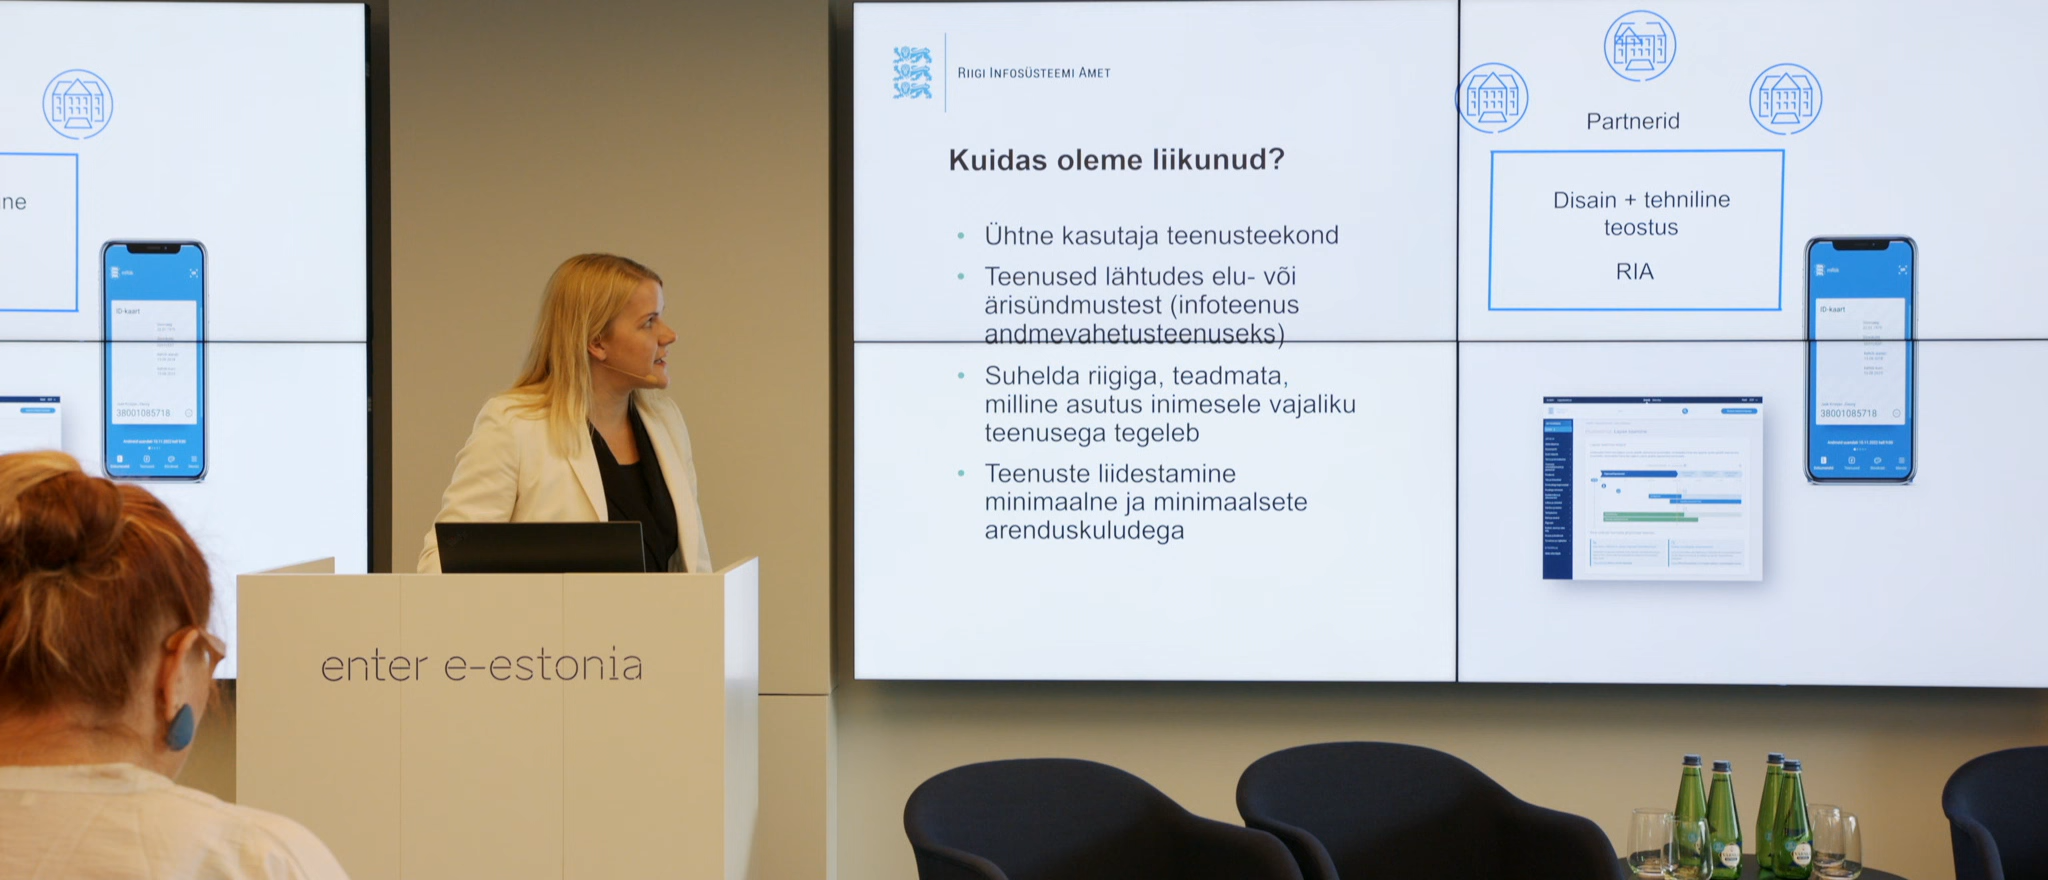 ne
ID-kaart
38001085718
enter e-estonia
RIIGI INFOSÜSTEEMI AMET
Kuidas oleme liikunud?
• Ühtne kasutaja teenusteekond
• Teenused lähtudes elu- või
ärisündmustest (infoteenus
andmevahetusteenuseks)
• Suhelda riigiga, teadmata,
milline asutus inimesele vajaliku
teenusega tegeleb
• Teenuste liidestamine
minimaalne ja minimaalsete
arenduskuludega
Partnerid
Disain + tehniline
teostus
RIA
ID-kaart
38001085718